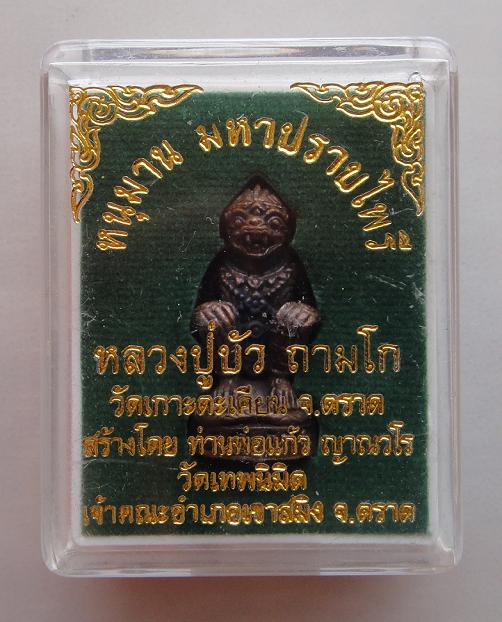 หนุมาน มหาปราบไพรี
หลวงปู่บัว ถามโก
วัดเกาะตะเคียน จ.ตราด
สร้างโดย ท่านพ่อแก้ว ญาณวโร
วัดเทพนิมิต
เจ้าคณะอำเภอเขาสมิง จ.ตราด